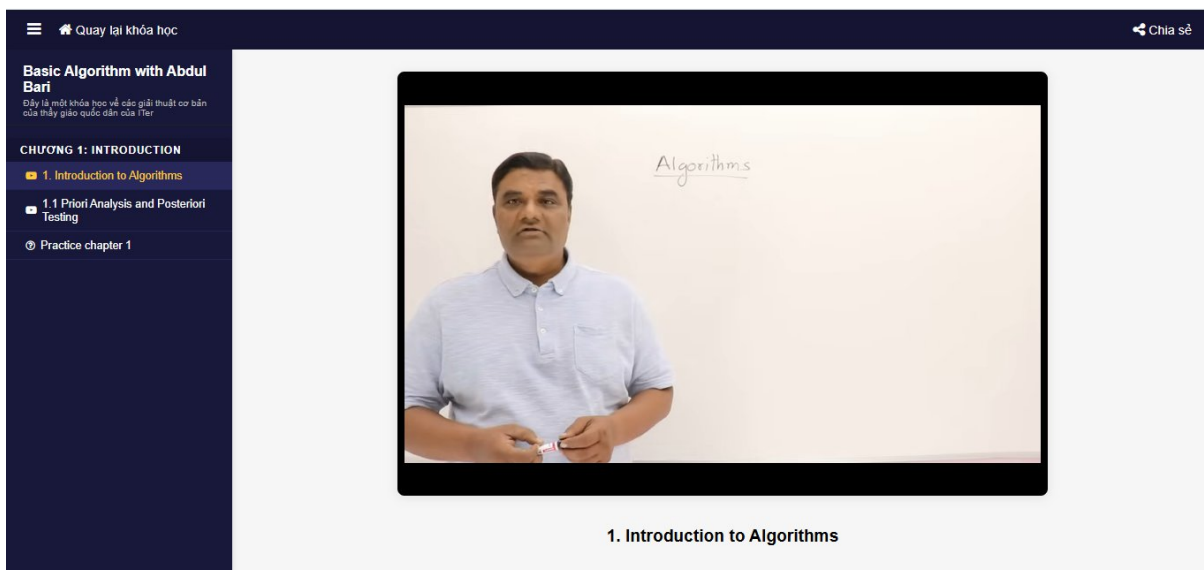 Quay lại khóa học
Chia sẻ
Basic Algorithm with Abdul
Bari
Đây là một khóa học về các giải thuật cơ bản
của thầy giáo quốc dân của ITer
CHƯƠNG 1: INTRODUCTION
1. Introduction to Algorithms
1.1 Priori Analysis and Posteriori
Testing
Practice chapter 1
Algorithms
1. Introduction to Algorithms